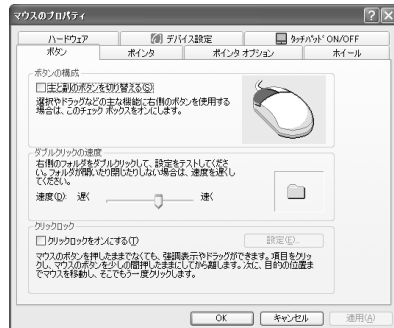 マウスのプロパティ
ハードウェア
デバイス設定
タッチパッド ON/OFF
ボタン
ポインタ
ポインタ オプション
ホイール
ボタンの構成
主と副のボタンを切り替える(S)
選択やドラッグなどの主な機能に右側のボタンを使用する
場合は、このチェック ボックスをオンにします。
ダブルクリックの速度
右側のフォルダをダブルクリックして、設定をテストしてくださ
い。フォルダが開いたり閉じたりしない場合は、速度を遅くし
てください。
速度(D): 遅く 速く
クリックロック
クリックロックをオンにする(T)
設定(E)...
マウスのボタンを押したままでなくても、強調表示やドラッグができます。項目をクリッ
クし、マウスのボタンを少しの間押したままにしてから離します。次に、目的の位置ま
でマウスを移動し、そこでもう一度クリックします。
OK
キャンセル
適用(A)